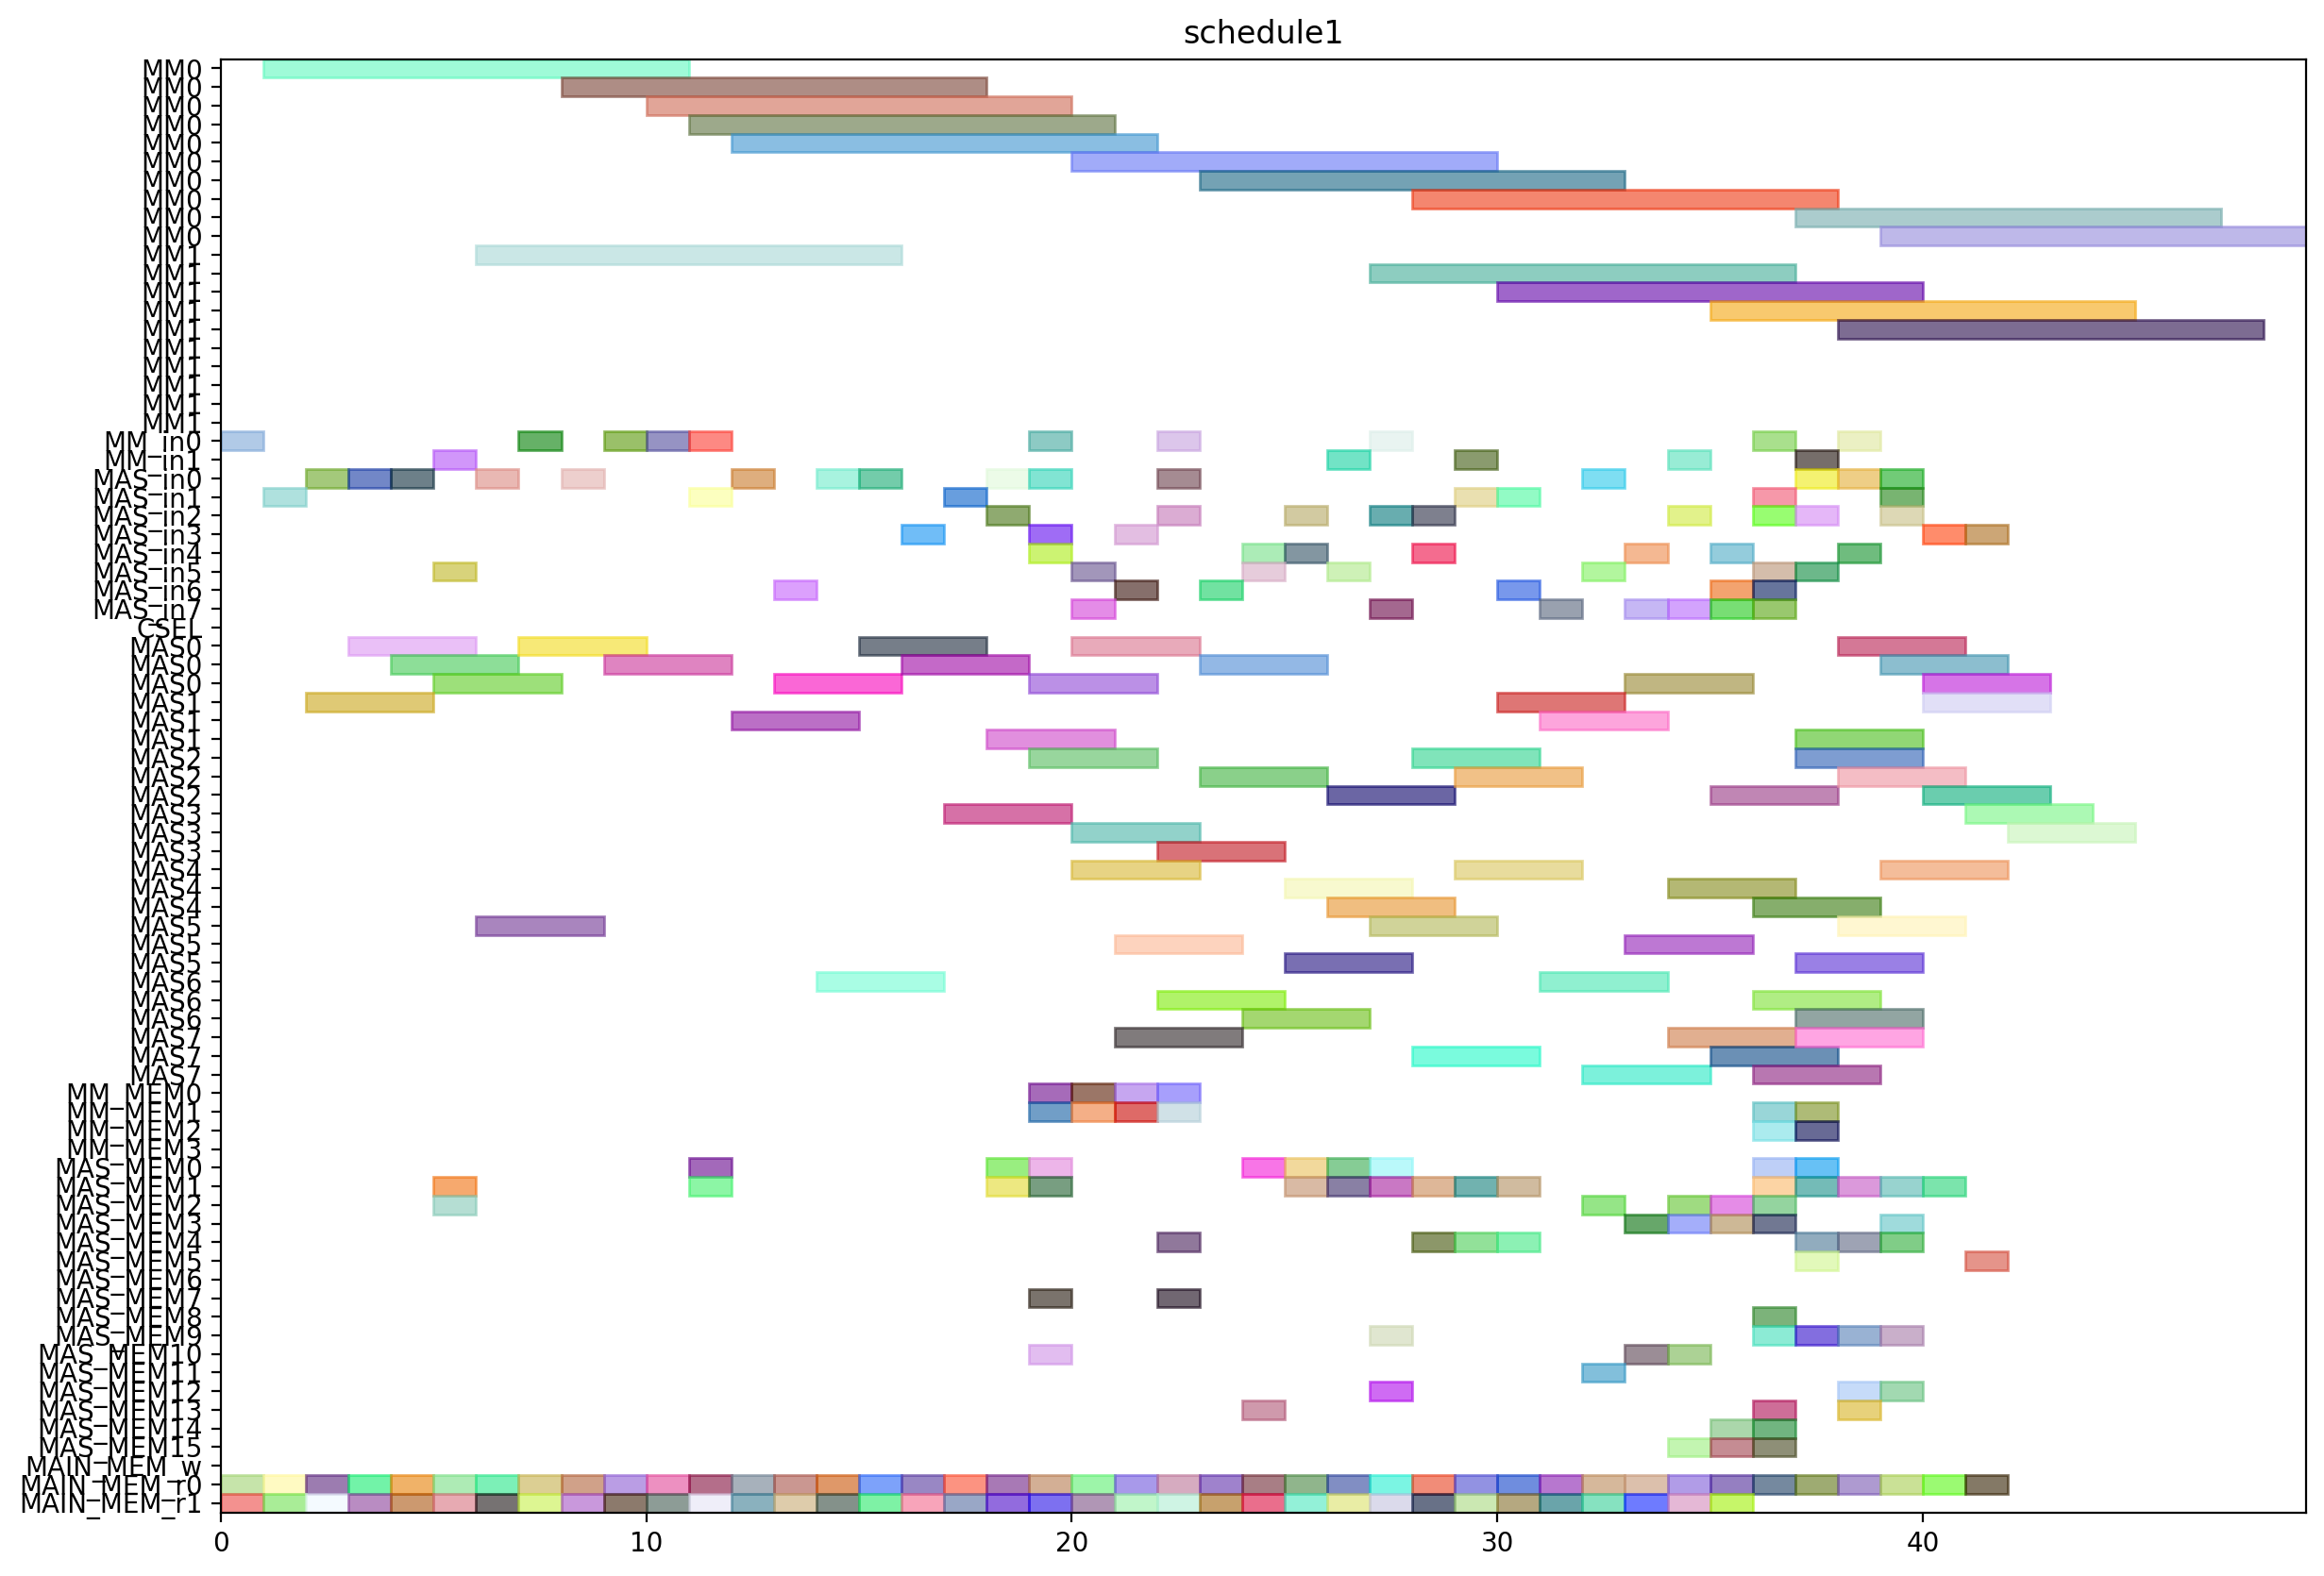 schedule1
MM0
MM0
MM0
MM0
MM0
MM0
MM0
MM0
MM0
MM0
MM1
MM1
MM1
MM1
MM1
MM1
MM1
MM1
MM1
MM1
MM_in0
MM_in1
MAS_in0
MAS_in1
MAS_in2
MAS_in3
MAS_in4
MAS_in5
MAS_in6
MAS_in7
CSEL
MAS0
MAS0
MAS0
MAS1
MAS1
MAS1
MAS2
MAS2
MAS2
MAS3
MAS3
MAS3
MAS4
MAS4
MAS4
MAS5
MAS5
MAS5
MAS6
MAS6
MAS6
MAS7
MAS7
MAS7
MM_MEM0
MM_MEM1
MM_MEM2
MM_MEM3
MAS_MEM0
MAS_MEM1
MAS_MEM2
MAS_MEM3
MAS_MEM4
MAS_MEM5
MAS_MEM6
MAS_MEM7
MAS_MEM8
MAS_MEM9
MAS_MEM10
MAS_MEM11
MAS_MEM12
MAS_MEM13
MAS_MEM14
MAS_MEM15
MAIN_MEM_w
MAIN_MEM_r0
MAIN_MEM_r1
0 10 20 30 40